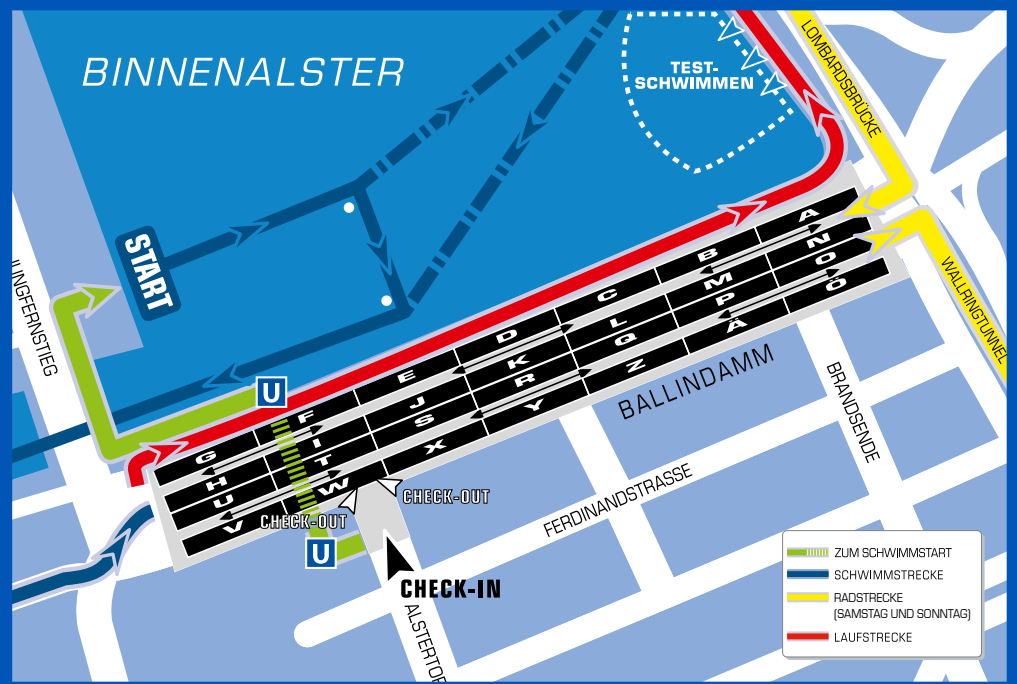 BINNENALSTER
TEST-
SCHWIMMEN
LOMBARDSBRÜCKE
START
JUNGFERNSTIEG
U
WALLRINGTUNNEL
A
B
C
D
E
F
G
N
M
L
K
J
I
H
O
P
Q
R
S
T
U
Ö
Ä
Z
Y
X
W
V
BALLINDAMM
BRANDSENDE
FERDINANDSTRASSE
CHECK-OUT
CHECK-OUT
U
CHECK-IN
ALSTERTOR
ZUM SCHWIMMSTART
SCHWIMMSTRECKE
RADSTRECKE
(SAMSTAG UND SONNTAG)
LAUFSTRECKE